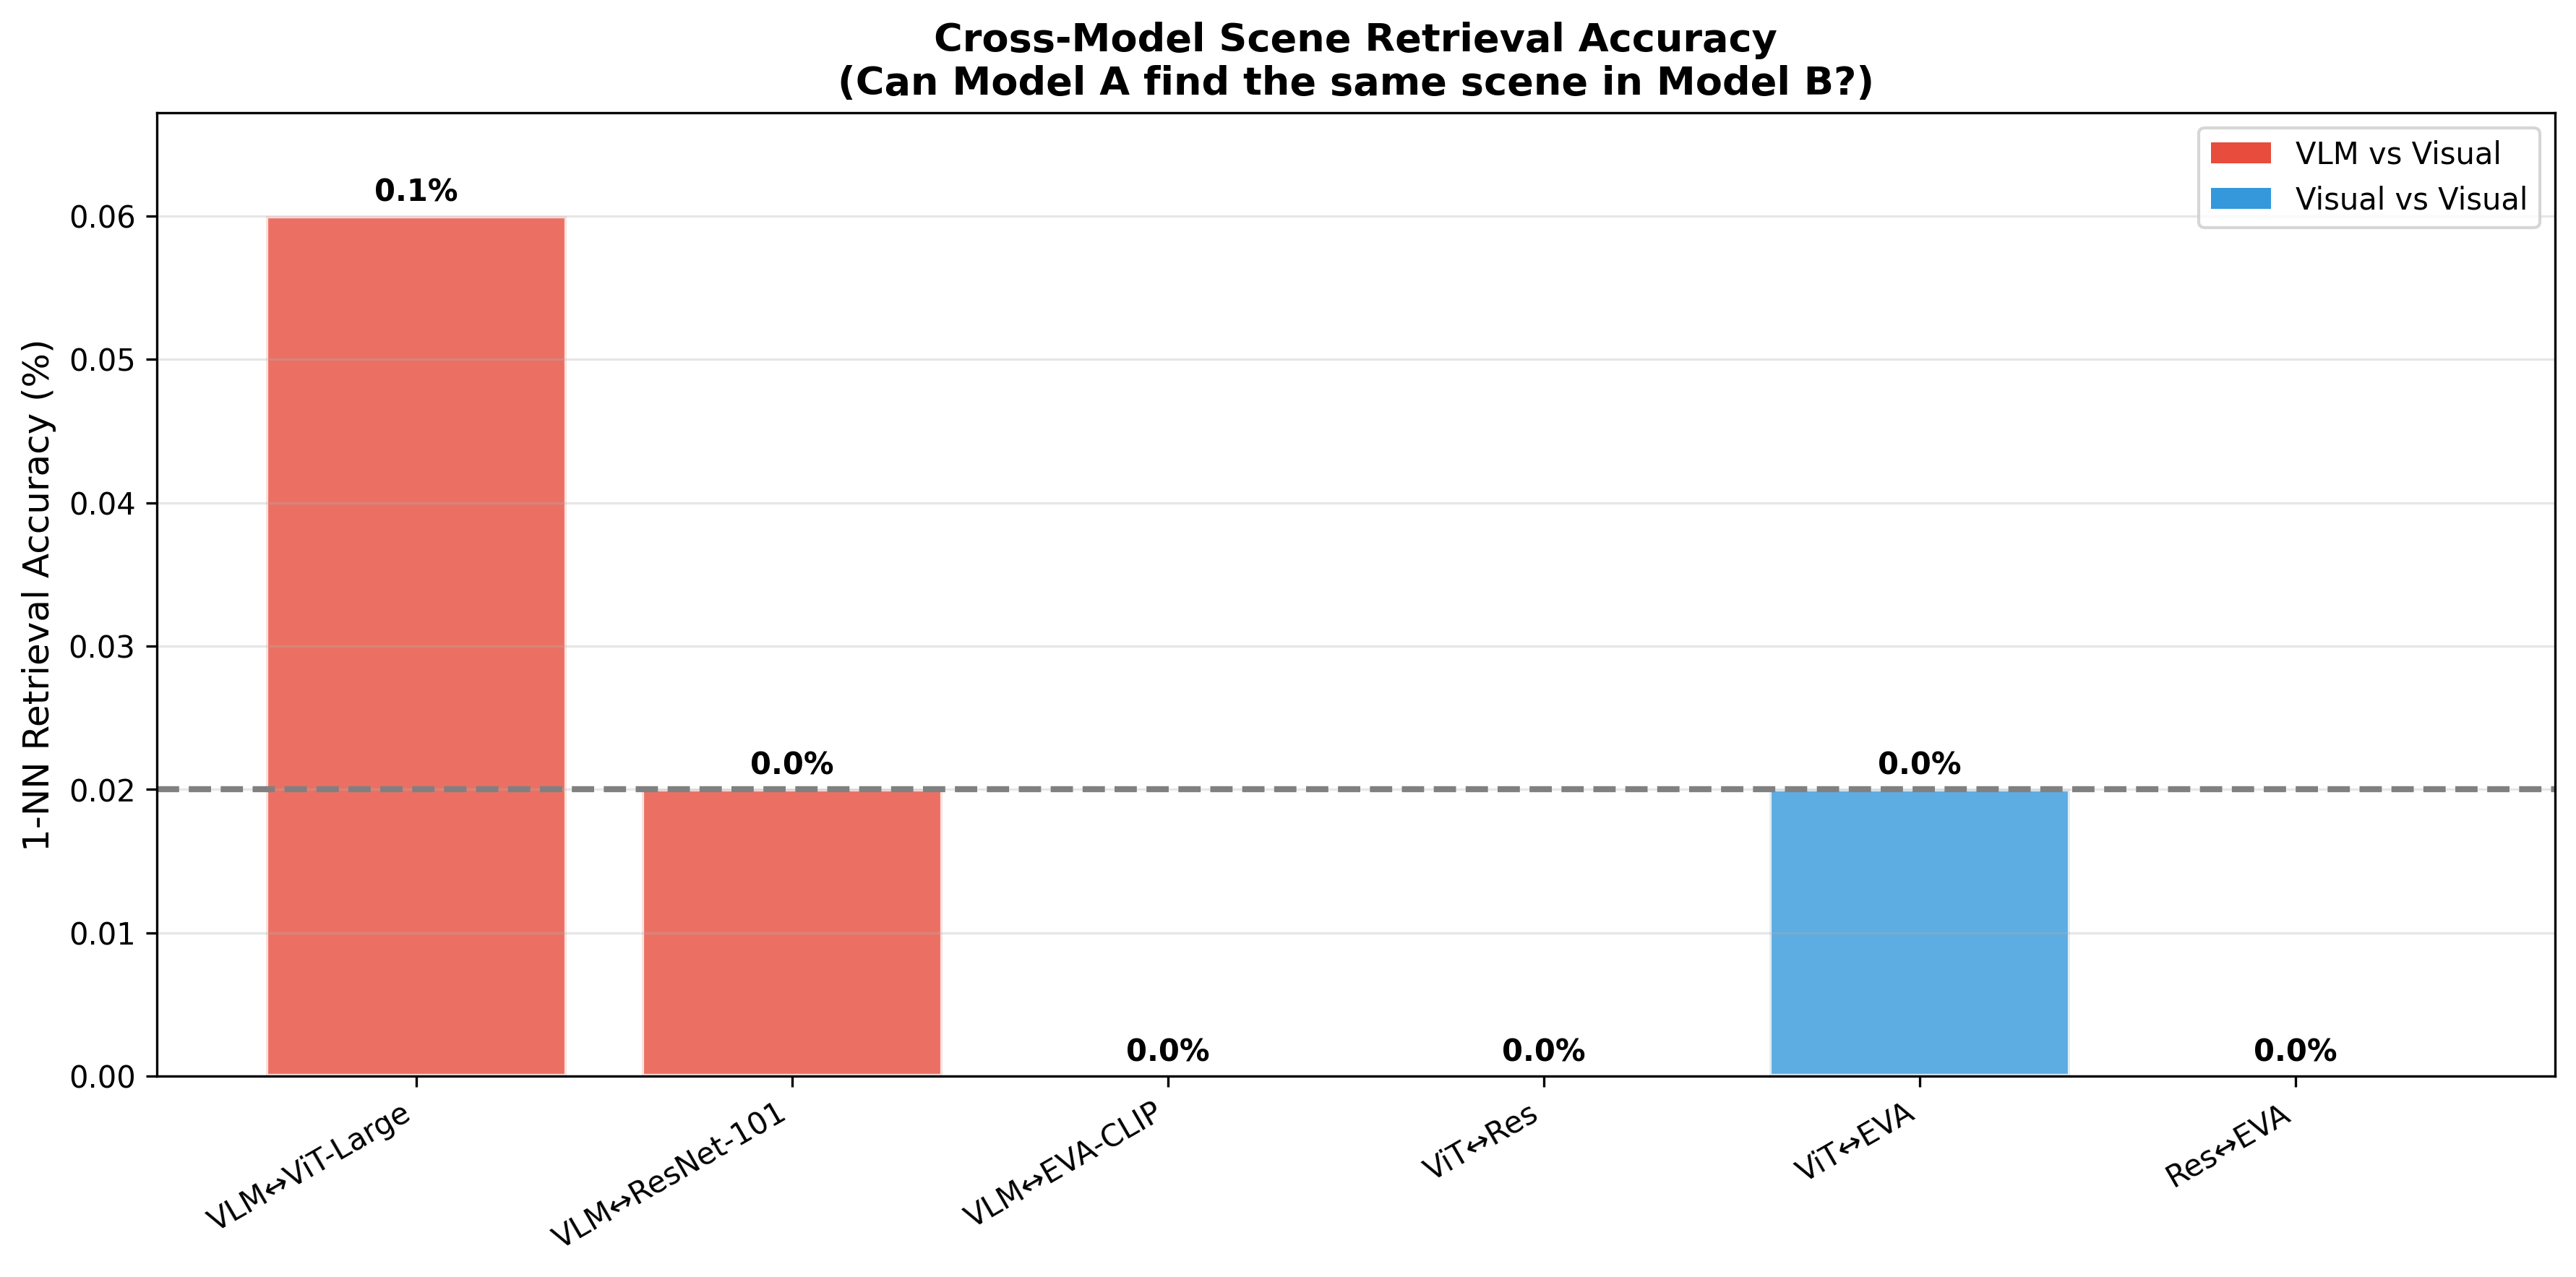 Cross-Model Scene Retrieval Accuracy
(Can Model A find the same scene in Model B?)
VLM vs Visual
Visual vs Visual
1-NN Retrieval Accuracy (%)
0.06
0.05
0.04
0.03
0.02
0.01
0.00
0.1%
0.0%
0.0%
0.0%
0.0%
0.0%
VLM↔ViT-Large
VLM↔ResNet-101
VLM↔EVA-CLIP
ViT↔Res
ViT↔EVA
Res↔EVA